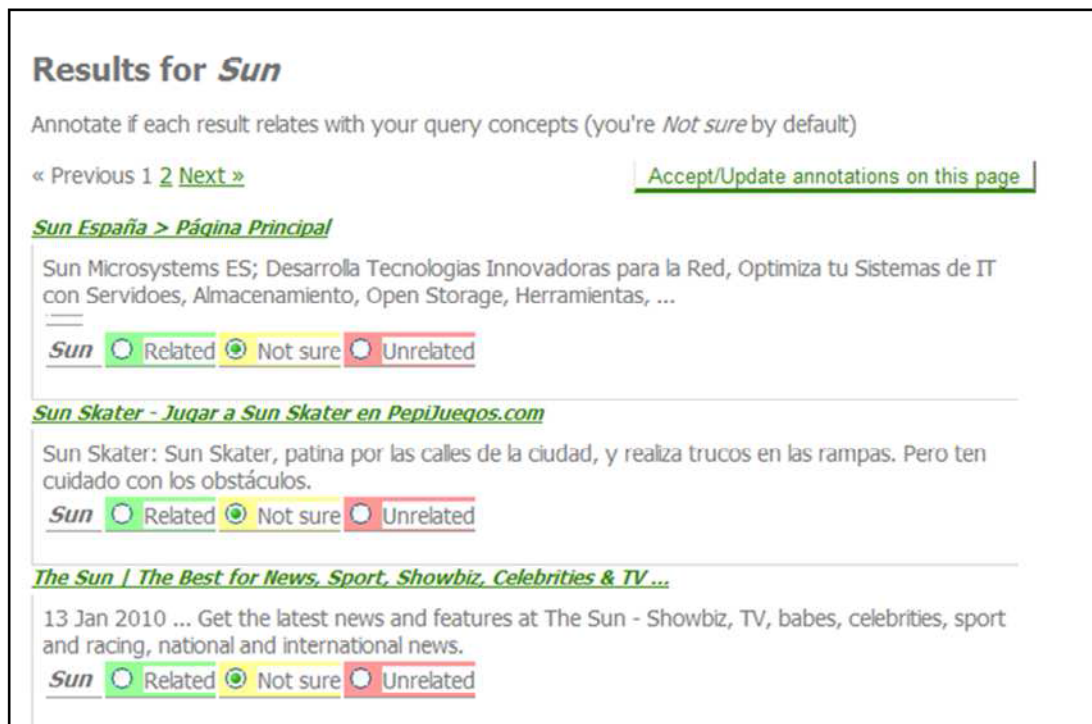 Results for Sun
Annotate if each result relates with your query concepts (you're Not sure by default)
« Previous 1 2 Next »
Accept/Update annotations on this page
Sun España > Página Principal
Sun Microsystems ES; Desarrolla Tecnologias Innovadoras para la Red, Optimiza tu Sistemas de IT
con Servidoes, Almacenamiento, Open Storage, Herramientas, ...
Sun Related Not sure Unrelated
Sun Skater - Jugar a Sun Skater en PepiJuegos.com
Sun Skater: Sun Skater, patina por las calles de la ciudad, y realiza trucos en las rampas. Pero ten
cuidado con los obstáculos.
Sun Related Not sure Unrelated
The Sun | The Best for News, Sport, Showbiz, Celebrities & TV ...
13 Jan 2010 ... Get the latest news and features at The Sun - Showbiz, TV, babes, celebrities, sport
and racing, national and international news.
Sun Related Not sure Unrelated